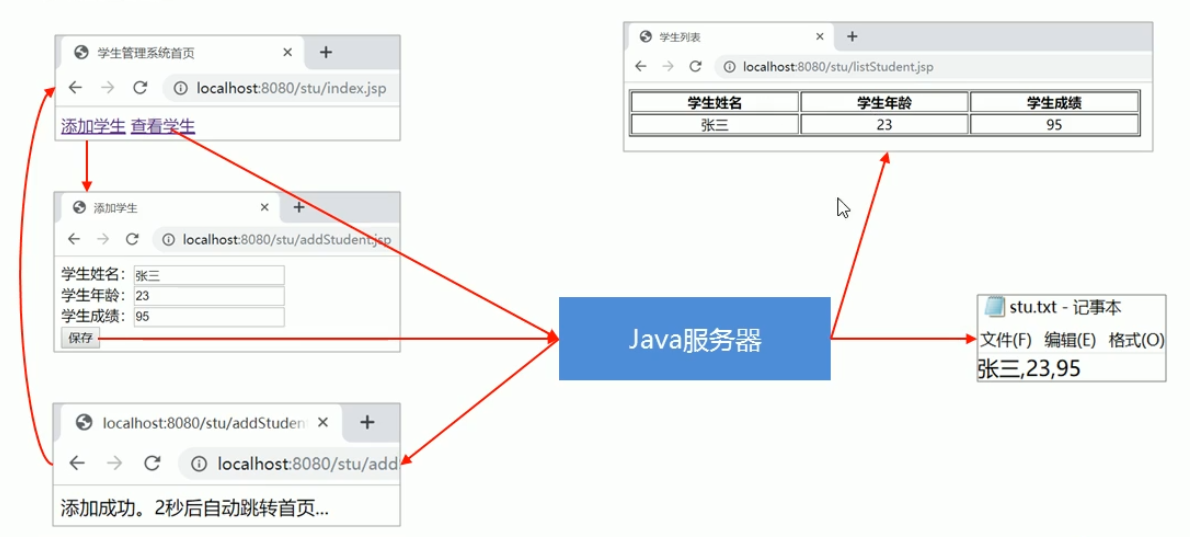 学生管理系统首页
localhost:8080/stu/index.jsp
添加学生 查看学生
添加学生
localhost:8080/stu/addStudent.jsp
学生姓名：张三
学生年龄：23
学生成绩：95
保存
localhost:8080/stu/addStuden
localhost:8080/stu/add
添加成功。2秒后自动跳转首页...
Java服务器
学生列表
localhost:8080/stu/listStudent.jsp
学生姓名 学生年龄 学生成绩
张三 23 95
stu.txt - 记事本
文件(F) 编辑(E) 格式(O)
张三,23,95